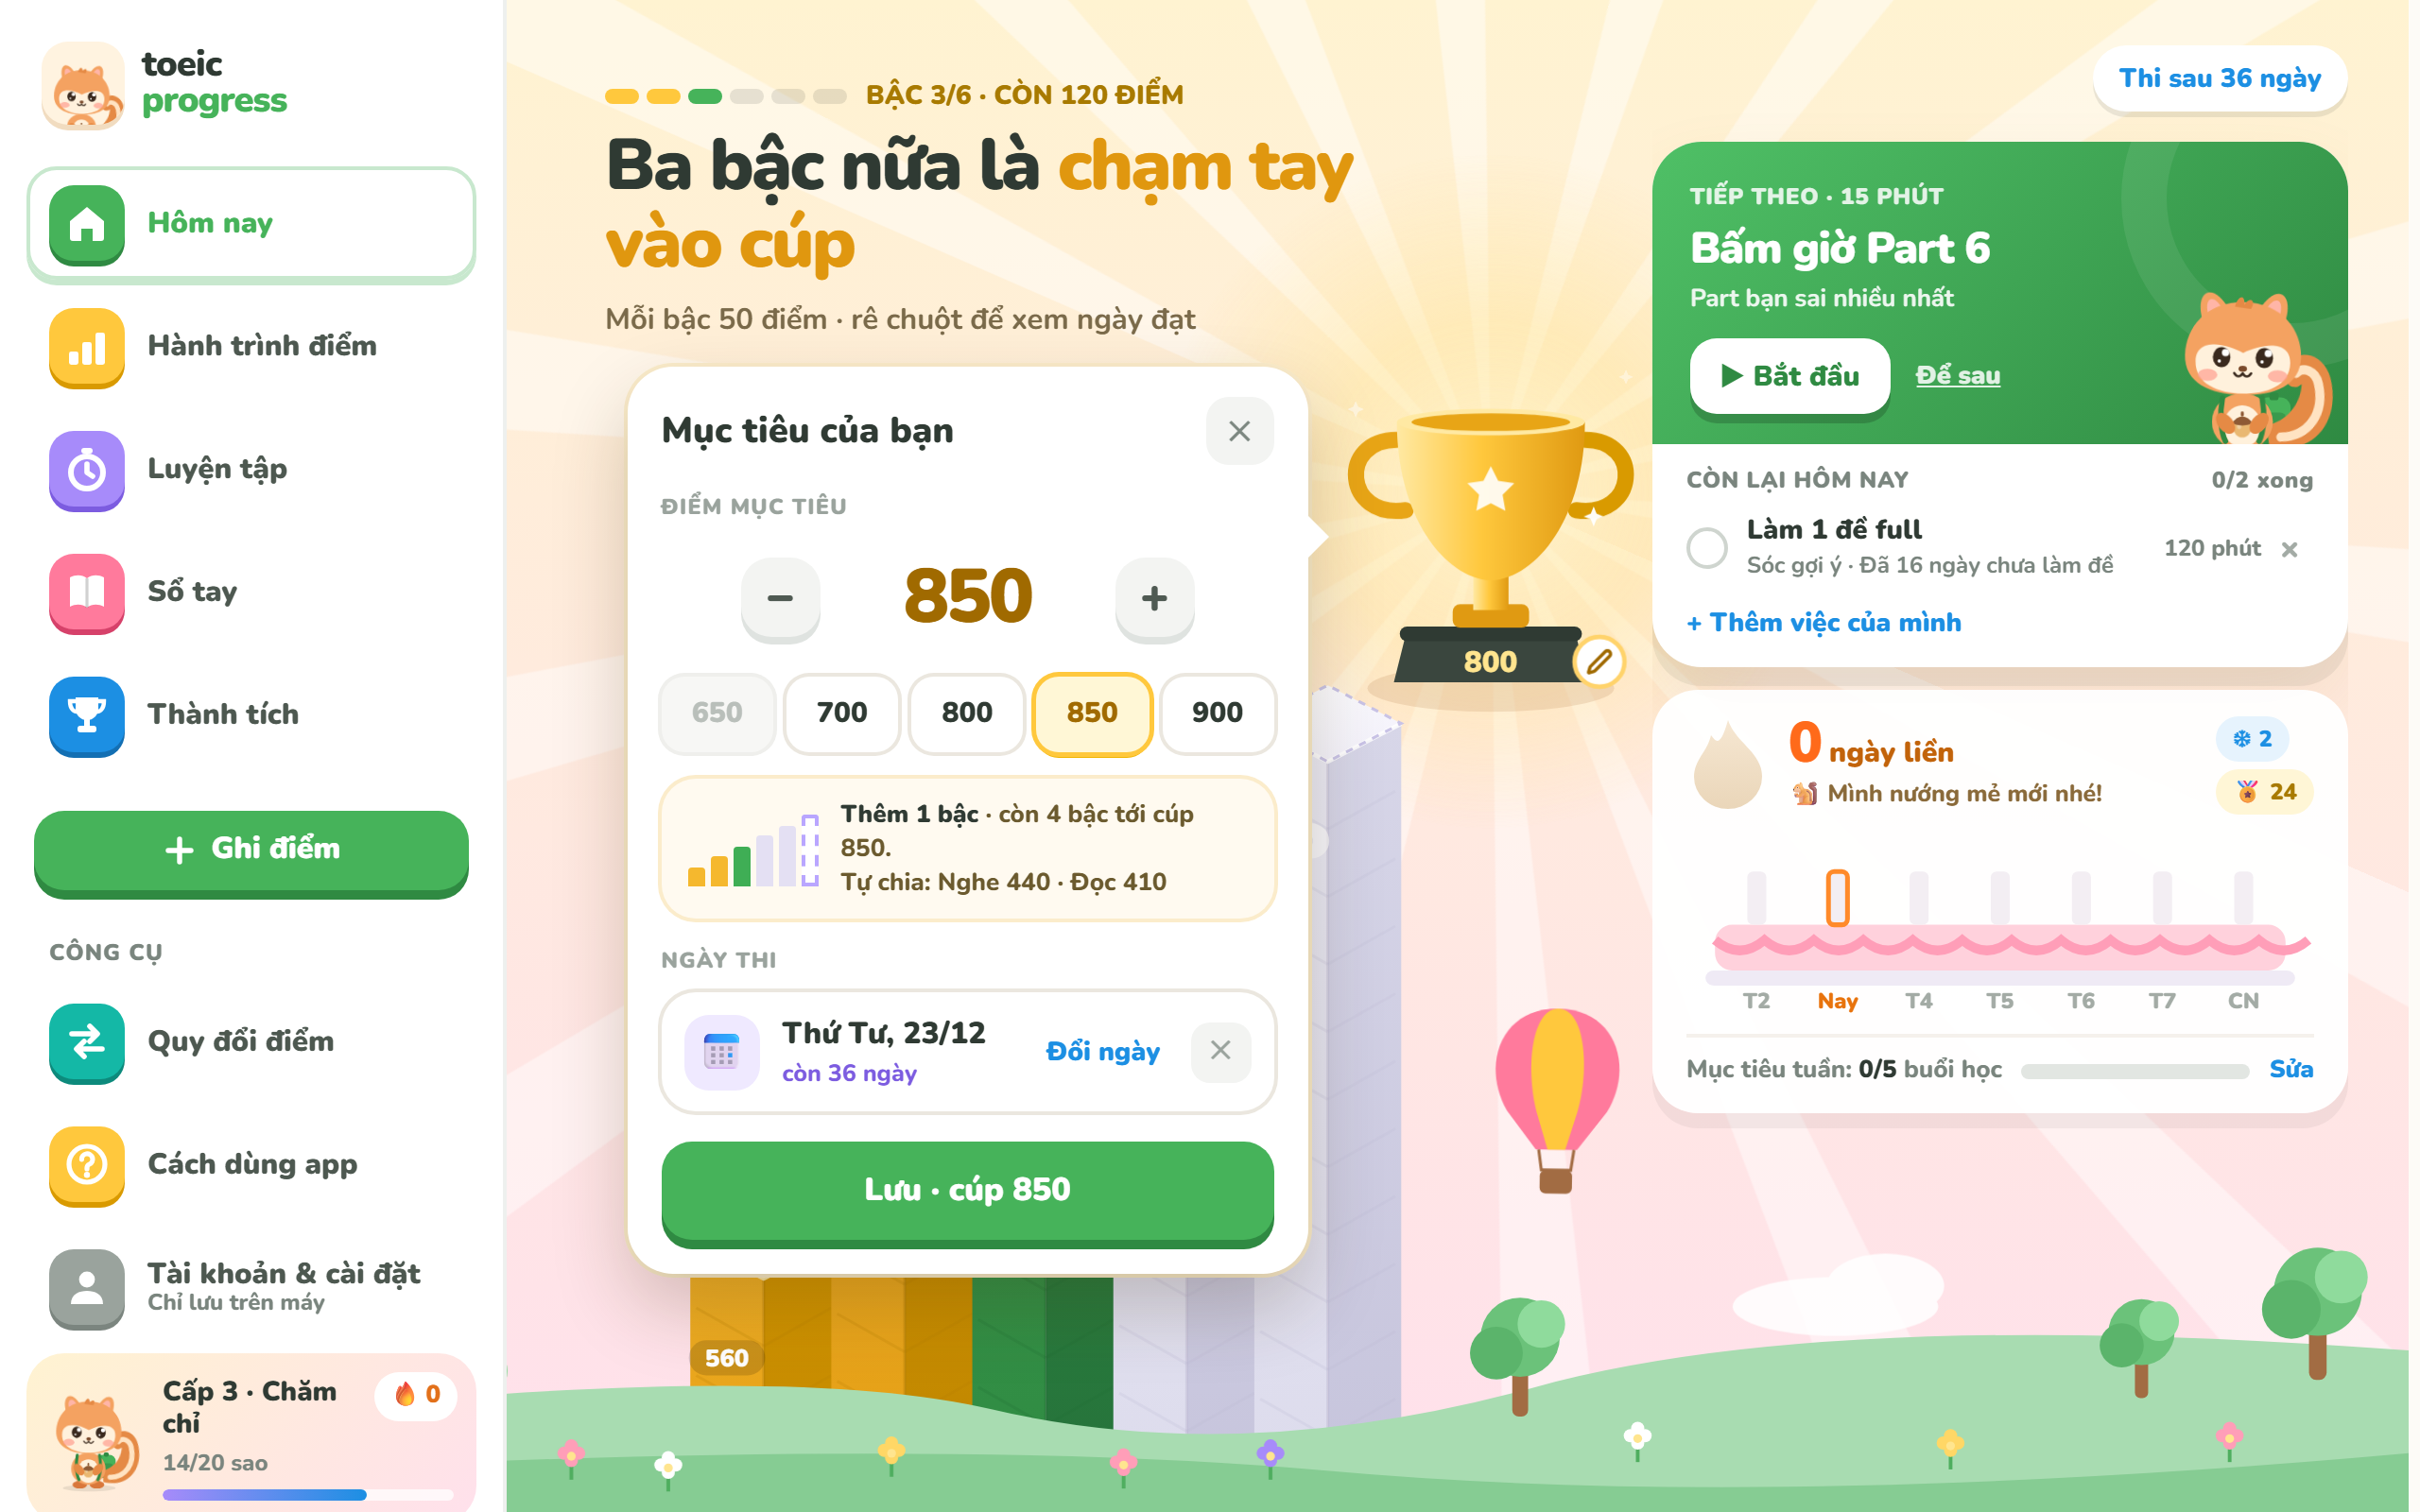 toeic
progress
Hôm nay
Hành trình điểm
Luyện tập
Sổ tay
Thành tích
+ Ghi điểm
CÔNG CỤ
Quy đổi điểm
Cách dùng app
Tài khoản & cài đặt
Chỉ lưu trên máy
Cấp 3 · Chăm
chỉ
0
14/20 sao
BẬC 3/6 · CÒN 120 ĐIỂM
Ba bậc nữa là chạm tay
vào cúp
Mỗi bậc 50 điểm · rê chuột để xem ngày đạt
Mục tiêu của bạn
ĐIỂM MỤC TIÊU
− 850 +
650 700 800 850 900
Thêm 1 bậc · còn 4 bậc tới cúp
850.
Tự chia: Nghe 440 · Đọc 410
NGÀY THI
Thứ Tư, 23/12
còn 36 ngày
Đổi ngày
Lưu · cúp 850
560
800
Thi sau 36 ngày
TIẾP THEO · 15 PHÚT
Bấm giờ Part 6
Part bạn sai nhiều nhất
Bắt đầu
Để sau
CÒN LẠI HÔM NAY 0/2 xong
Làm 1 đề full
Sóc gợi ý · Đã 16 ngày chưa làm đề
120 phút
+ Thêm việc của mình
0 ngày liền
Mình nướng mẻ mới nhé!
2
24
T2 Nay T4 T5 T6 T7 CN
Mục tiêu tuần: 0/5 buổi học
Sửa